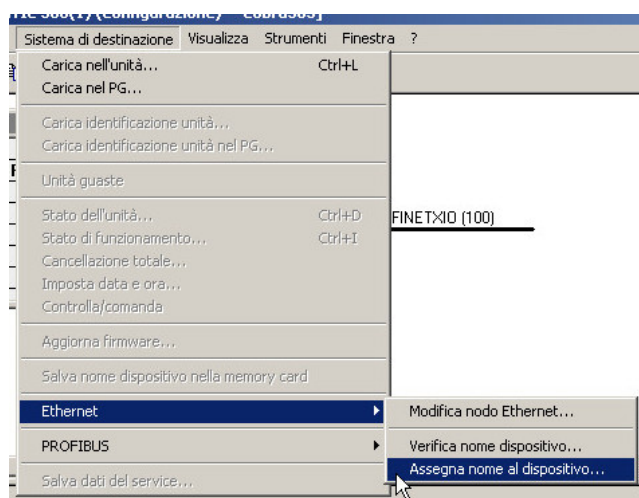 Sistema di destinazione Visualizza Strumenti Finestra ?
Carica nell'unità... Ctrl+L
Carica nel PG...
Carica identificazione unità...
Carica identificazione unità nel PG...
Unità guaste
Stato dell'unità... Ctrl+D
Stato di funzionamento... Ctrl+I
Cancellazione totale...
Imposta data e ora...
Controlla/comanda
Aggiorna firmware...
Salva nome dispositivo nella memory card
Ethernet
PROFIBUS
Salva dati del service...
FINETXIO (100)
Modifica nodo Ethernet...
Verifica nome dispositivo...
Assegna nome al dispositivo...